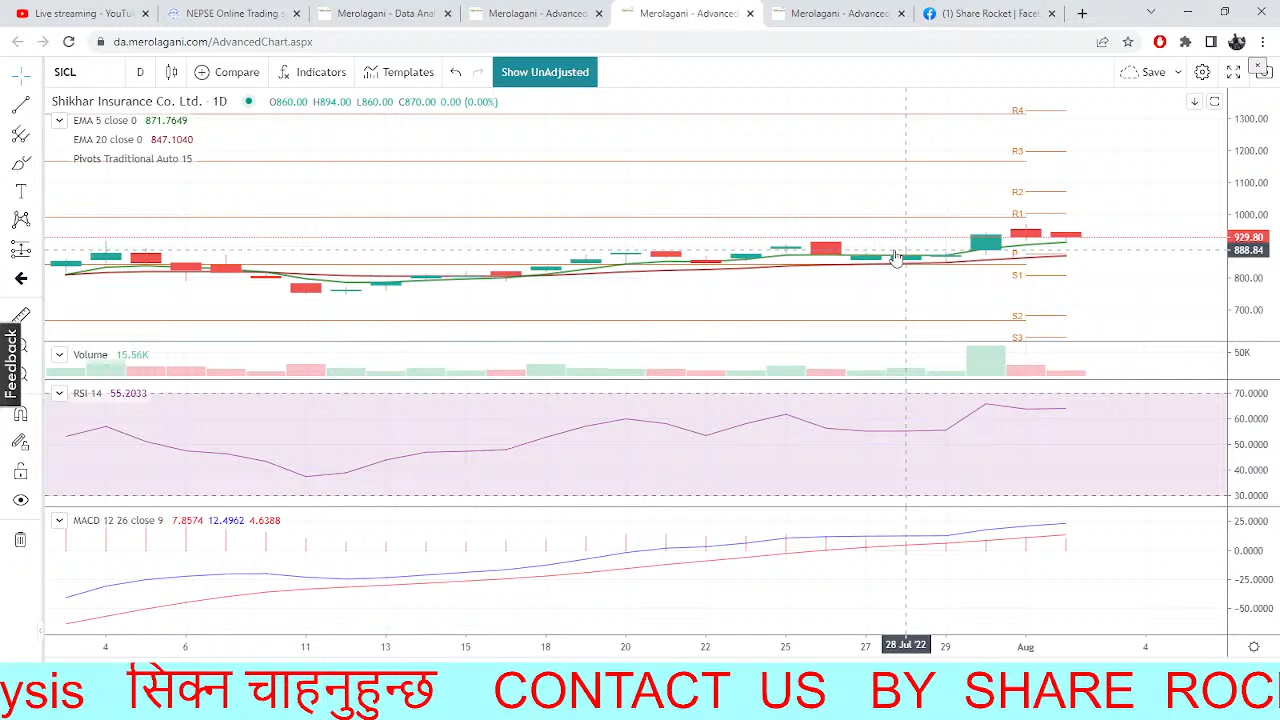 Live streaming - YouTu
NEPSE Online Trading s
Merolagani - Data Anal
Merolagani - Advanced
Merolagani - Advanced
Merolagani - Advanced
(1) Share Rocket | Face
da.merolagani.com/AdvancedChart.aspx
SICL
D
Compare
Indicators
Templates
Show UnAdjusted
Save
Shikhar Insurance Co. Ltd. · 1D
O860.00 H894.00 L860.00 C870.00 0.00 (0.00%)
EMA 5 close 0 871.7649
EMA 20 close 0 847.1040
Pivots Traditional Auto 15
R4
R3
R2
R1
P
S1
S2
S3
1300.00
1200.00
1100.00
1000.00
929.80
888.84
800.00
700.00
Feedback
Volume 15.56K
50K
RSI 14 55.2033
70.0000
60.0000
50.0000
40.0000
30.0000
MACD 12 26 close 9 7.8574 12.4962 4.6388
25.0000
0.0000
−25.0000
−50.0000
4 6 11 13 18 20 22 25 27 28 Jul '22 29 Aug 4
ysis सिक्न चाहनुहुन्छ CONTACT US BY SHARE ROC